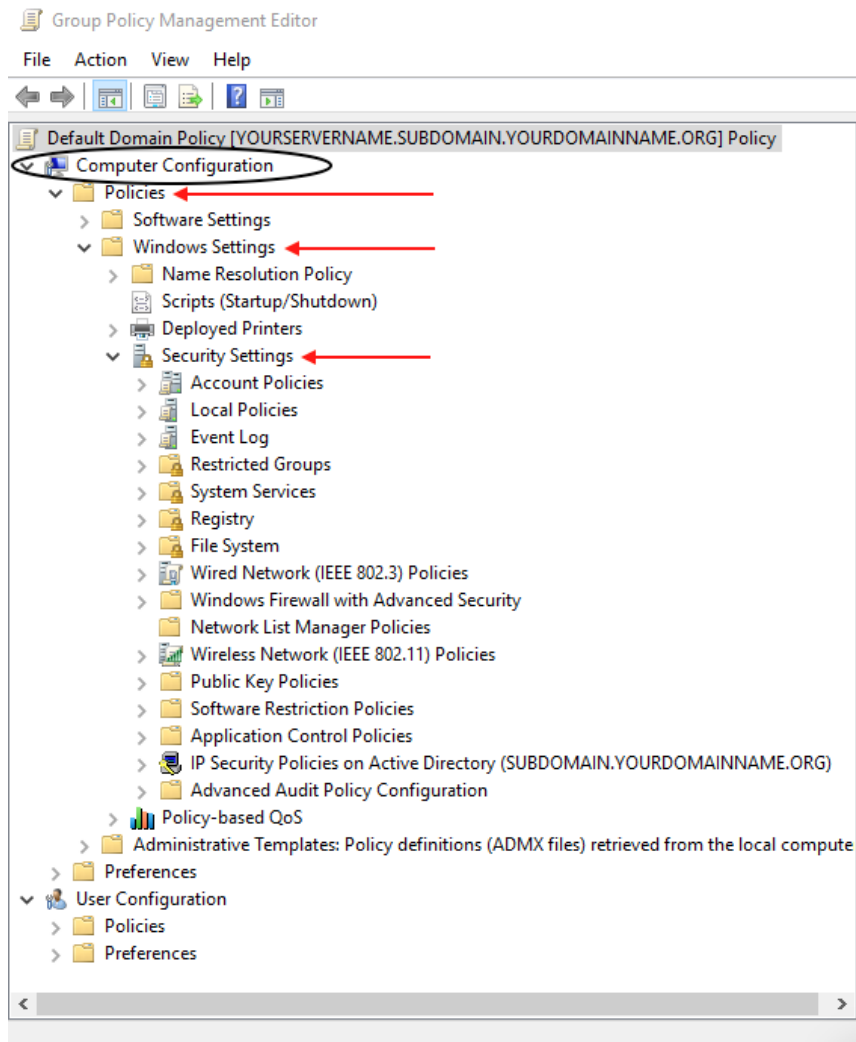 Group Policy Management Editor
File Action View Help
Default Domain Policy [YOURSERVERNAME.SUBDOMAIN.YOURDOMAINNAME.ORG] Policy
Computer Configuration
Policies
Software Settings
Windows Settings
Name Resolution Policy
Scripts (Startup/Shutdown)
Deployed Printers
Security Settings
Account Policies
Local Policies
Event Log
Restricted Groups
System Services
Registry
File System
Wired Network (IEEE 802.3) Policies
Windows Firewall with Advanced Security
Network List Manager Policies
Wireless Network (IEEE 802.11) Policies
Public Key Policies
Software Restriction Policies
Application Control Policies
IP Security Policies on Active Directory (SUBDOMAIN.YOURDOMAINNAME.ORG)
Advanced Audit Policy Configuration
Policy-based QoS
Administrative Templates: Policy definitions (ADMX files) retrieved from the local compute
Preferences
User Configuration
Policies
Preferences